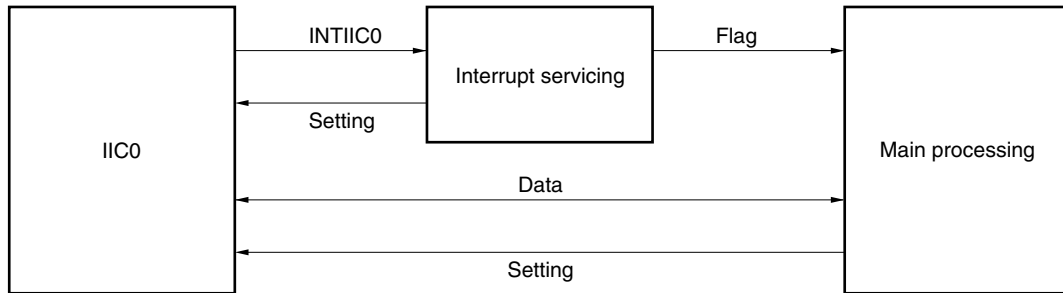 INTIIC0
Flag
Interrupt servicing
Setting
IIC0
Main processing
Data
Setting